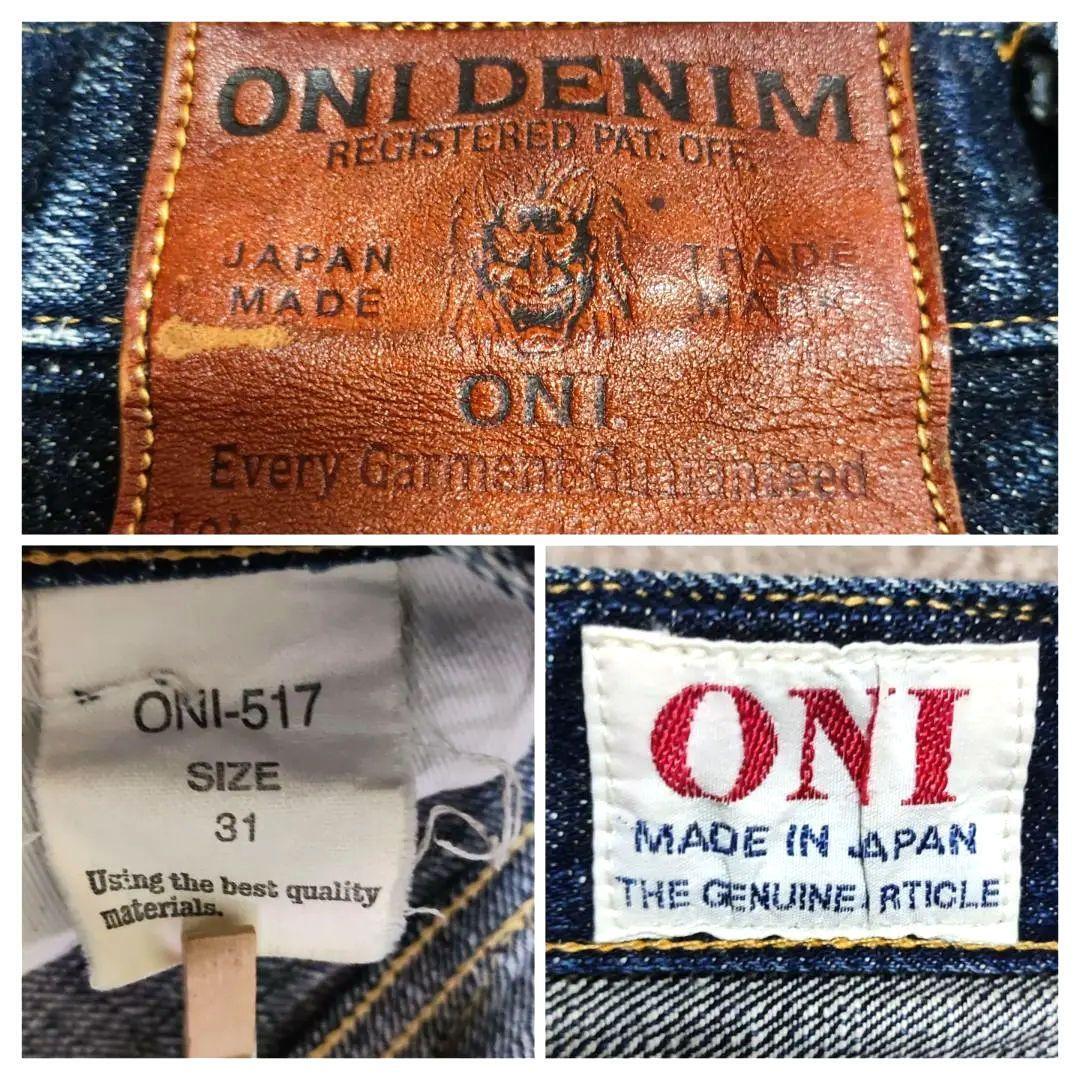 ONI DENIM
REGISTERED PAT. OFF.
JAPAN
MADE
TRADE
MARK
ONI.
Every Garment Guaranteed
Lot
ONI-517
SIZE
31
Using the best quality
materials.
ONI
MADE IN JAPAN
THE GENUINE ARTICLE